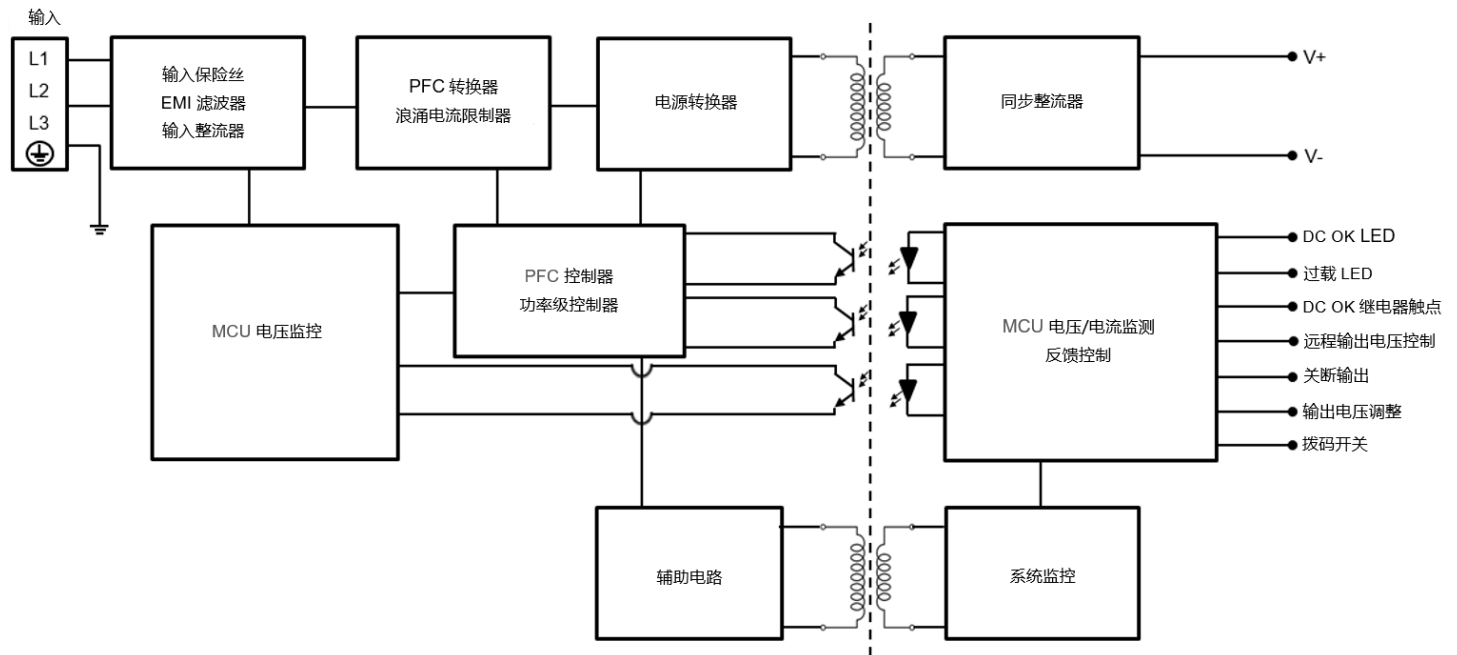 输入
L1
L2
L3
输入保险丝
EMI 滤波器
输入整流器
PFC 转换器
浪涌电流限制器
电源转换器
同步整流器
V+
V-
MCU 电压监控
PFC 控制器
功率级控制器
MCU 电压/电流监测
反馈控制
DC OK LED
过载 LED
DC OK 继电器触点
远程输出电压控制
关断输出
输出电压调整
拨码开关
辅助电路
系统监控